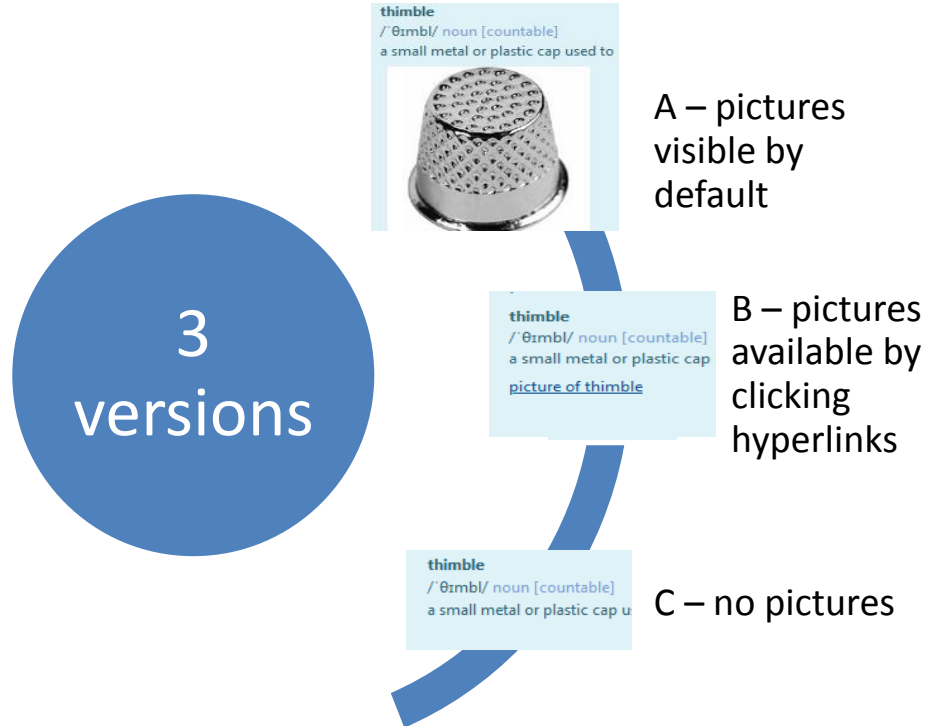 thimble
/ˈθɪmbl/ noun [countable]
a small metal or plastic cap used to
A – pictures
visible by
default
3
versions
thimble
/ˈθɪmbl/ noun [countable]
a small metal or plastic cap
picture of thimble
B – pictures
available by
clicking
hyperlinks
thimble
/ˈθɪmbl/ noun [countable]
a small metal or plastic cap
C – no pictures